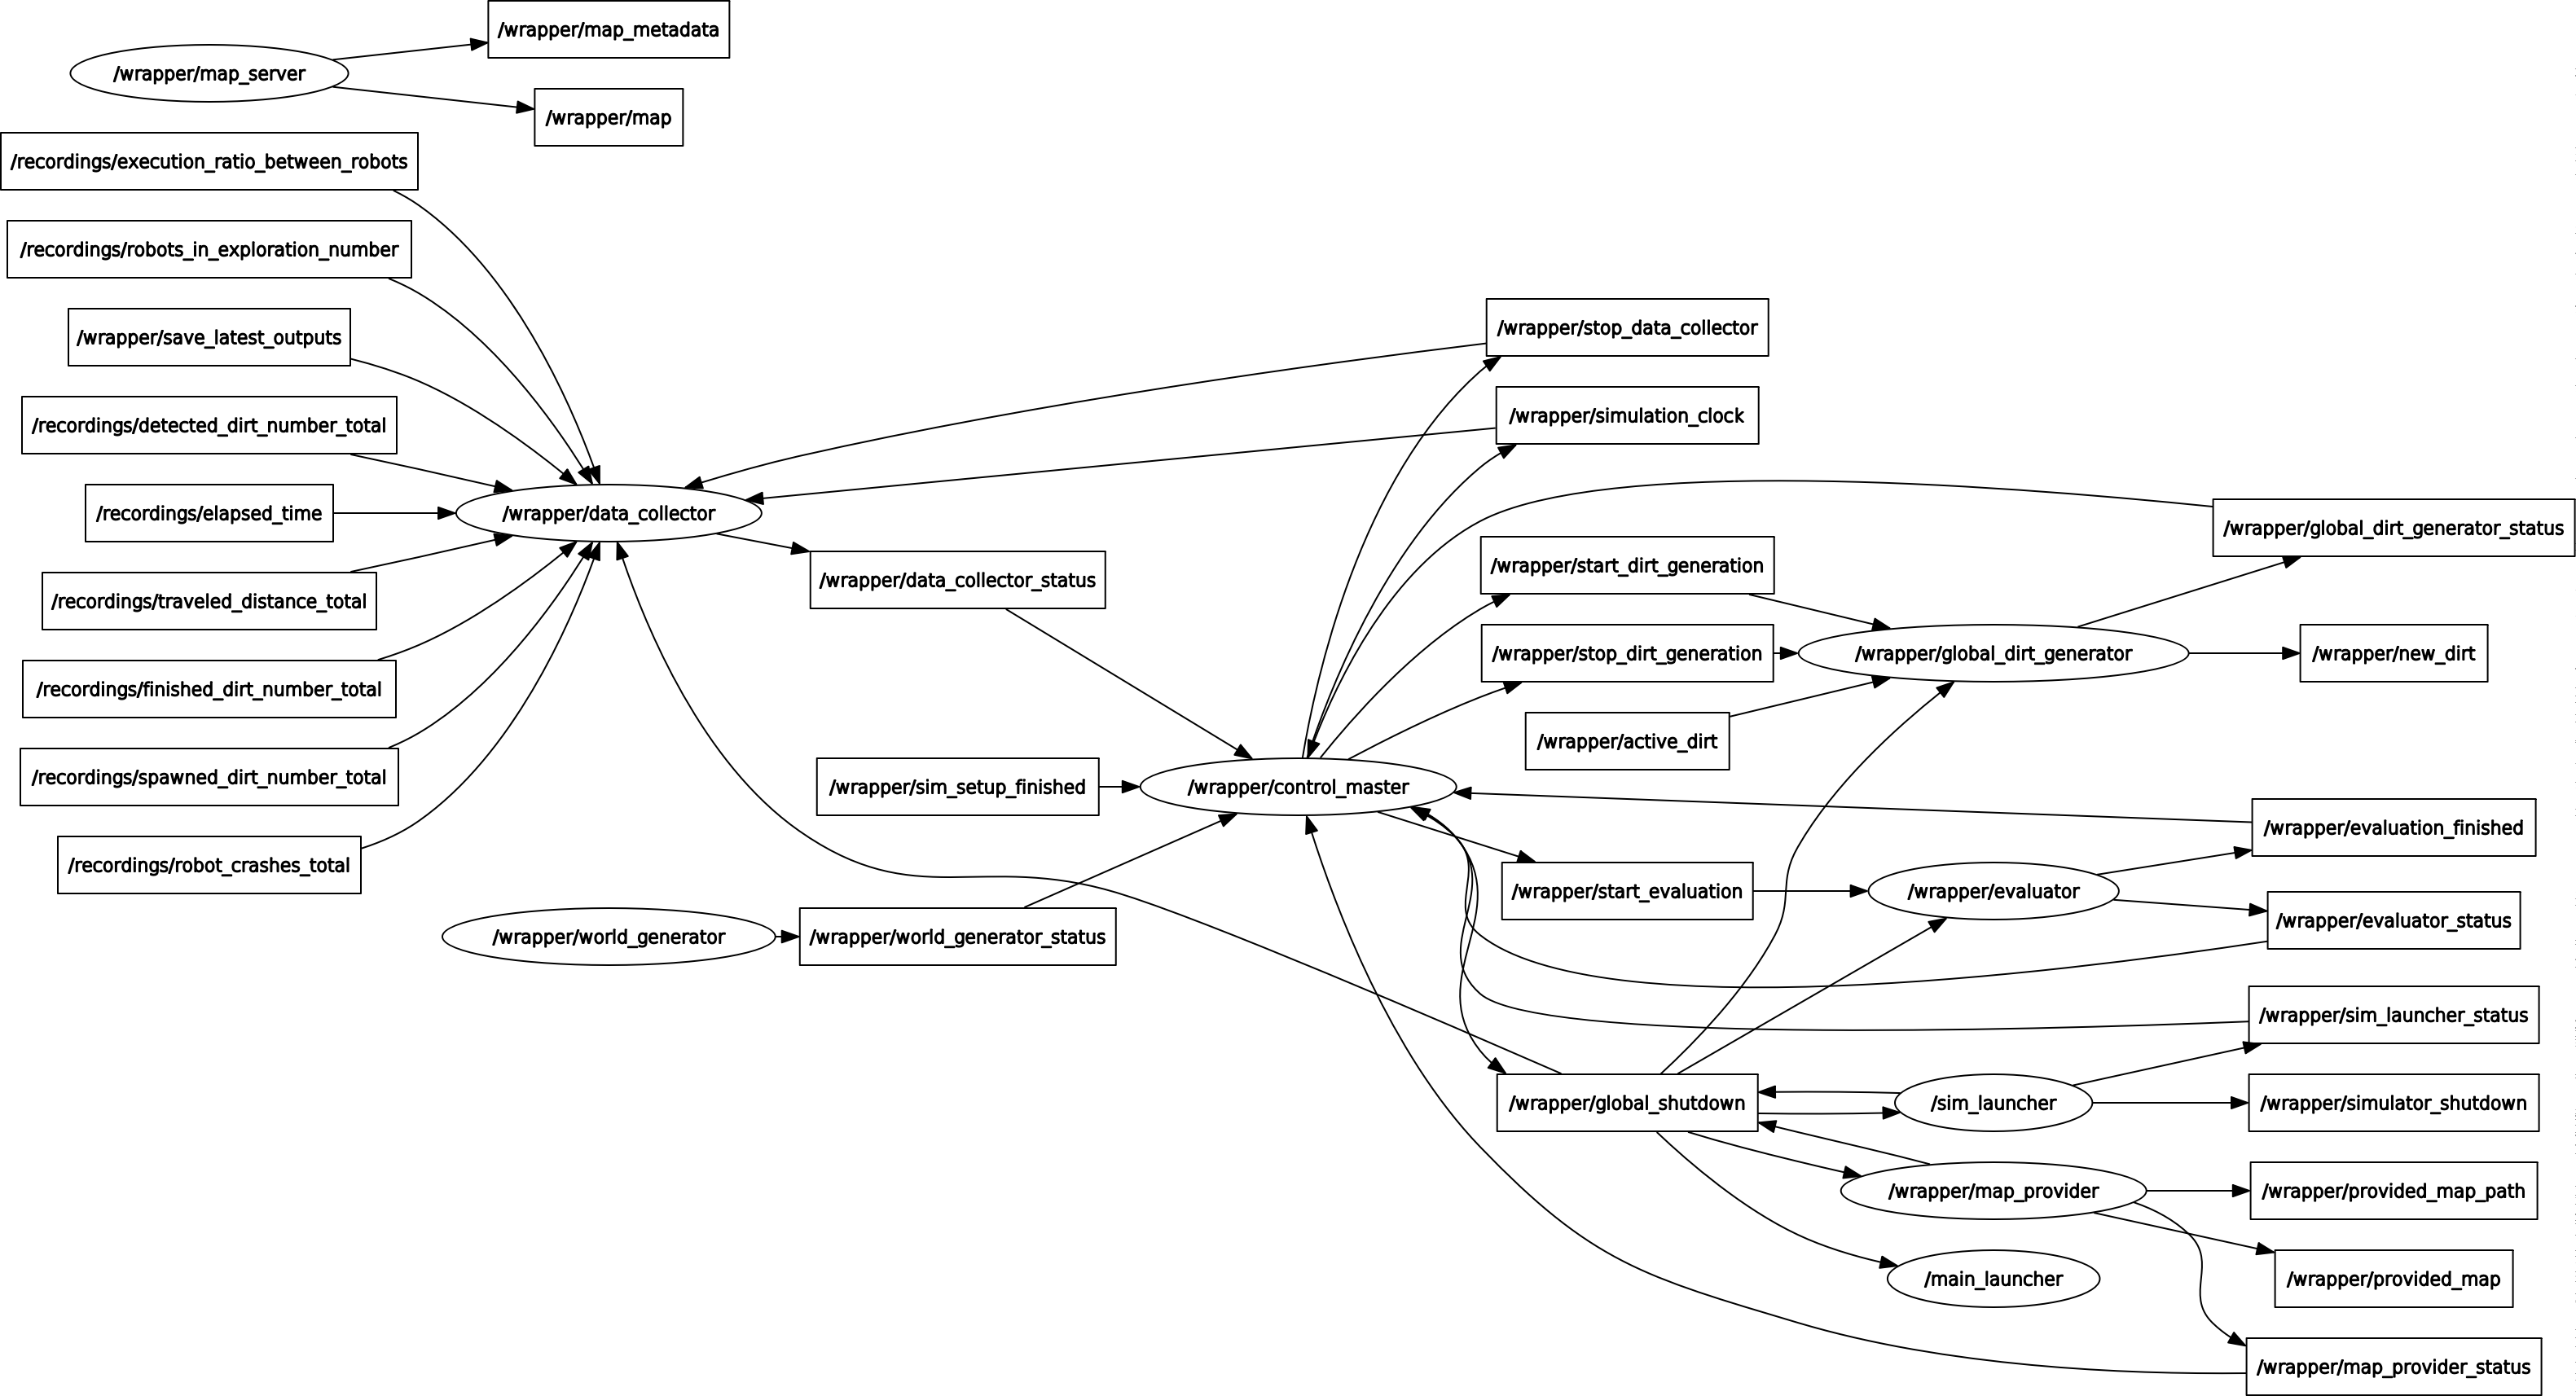 /wrapper/map_metadata
/wrapper/map_server
/wrapper/map
/recordings/execution_ratio_between_robots
/recordings/robots_in_exploration_number
/wrapper/save_latest_outputs
/recordings/detected_dirt_number_total
/recordings/elapsed_time
/recordings/traveled_distance_total
/recordings/finished_dirt_number_total
/recordings/spawned_dirt_number_total
/recordings/robot_crashes_total
/wrapper/data_collector
/wrapper/world_generator
/wrapper/data_collector_status
/wrapper/sim_setup_finished
/wrapper/world_generator_status
/wrapper/control_master
/wrapper/stop_data_collector
/wrapper/simulation_clock
/wrapper/start_dirt_generation
/wrapper/stop_dirt_generation
/wrapper/active_dirt
/wrapper/start_evaluation
/wrapper/global_shutdown
/wrapper/global_dirt_generator
/wrapper/evaluator
/sim_launcher
/wrapper/map_provider
/main_launcher
/wrapper/global_dirt_generator_status
/wrapper/new_dirt
/wrapper/evaluation_finished
/wrapper/evaluator_status
/wrapper/sim_launcher_status
/wrapper/simulator_shutdown
/wrapper/provided_map_path
/wrapper/provided_map
/wrapper/map_provider_status